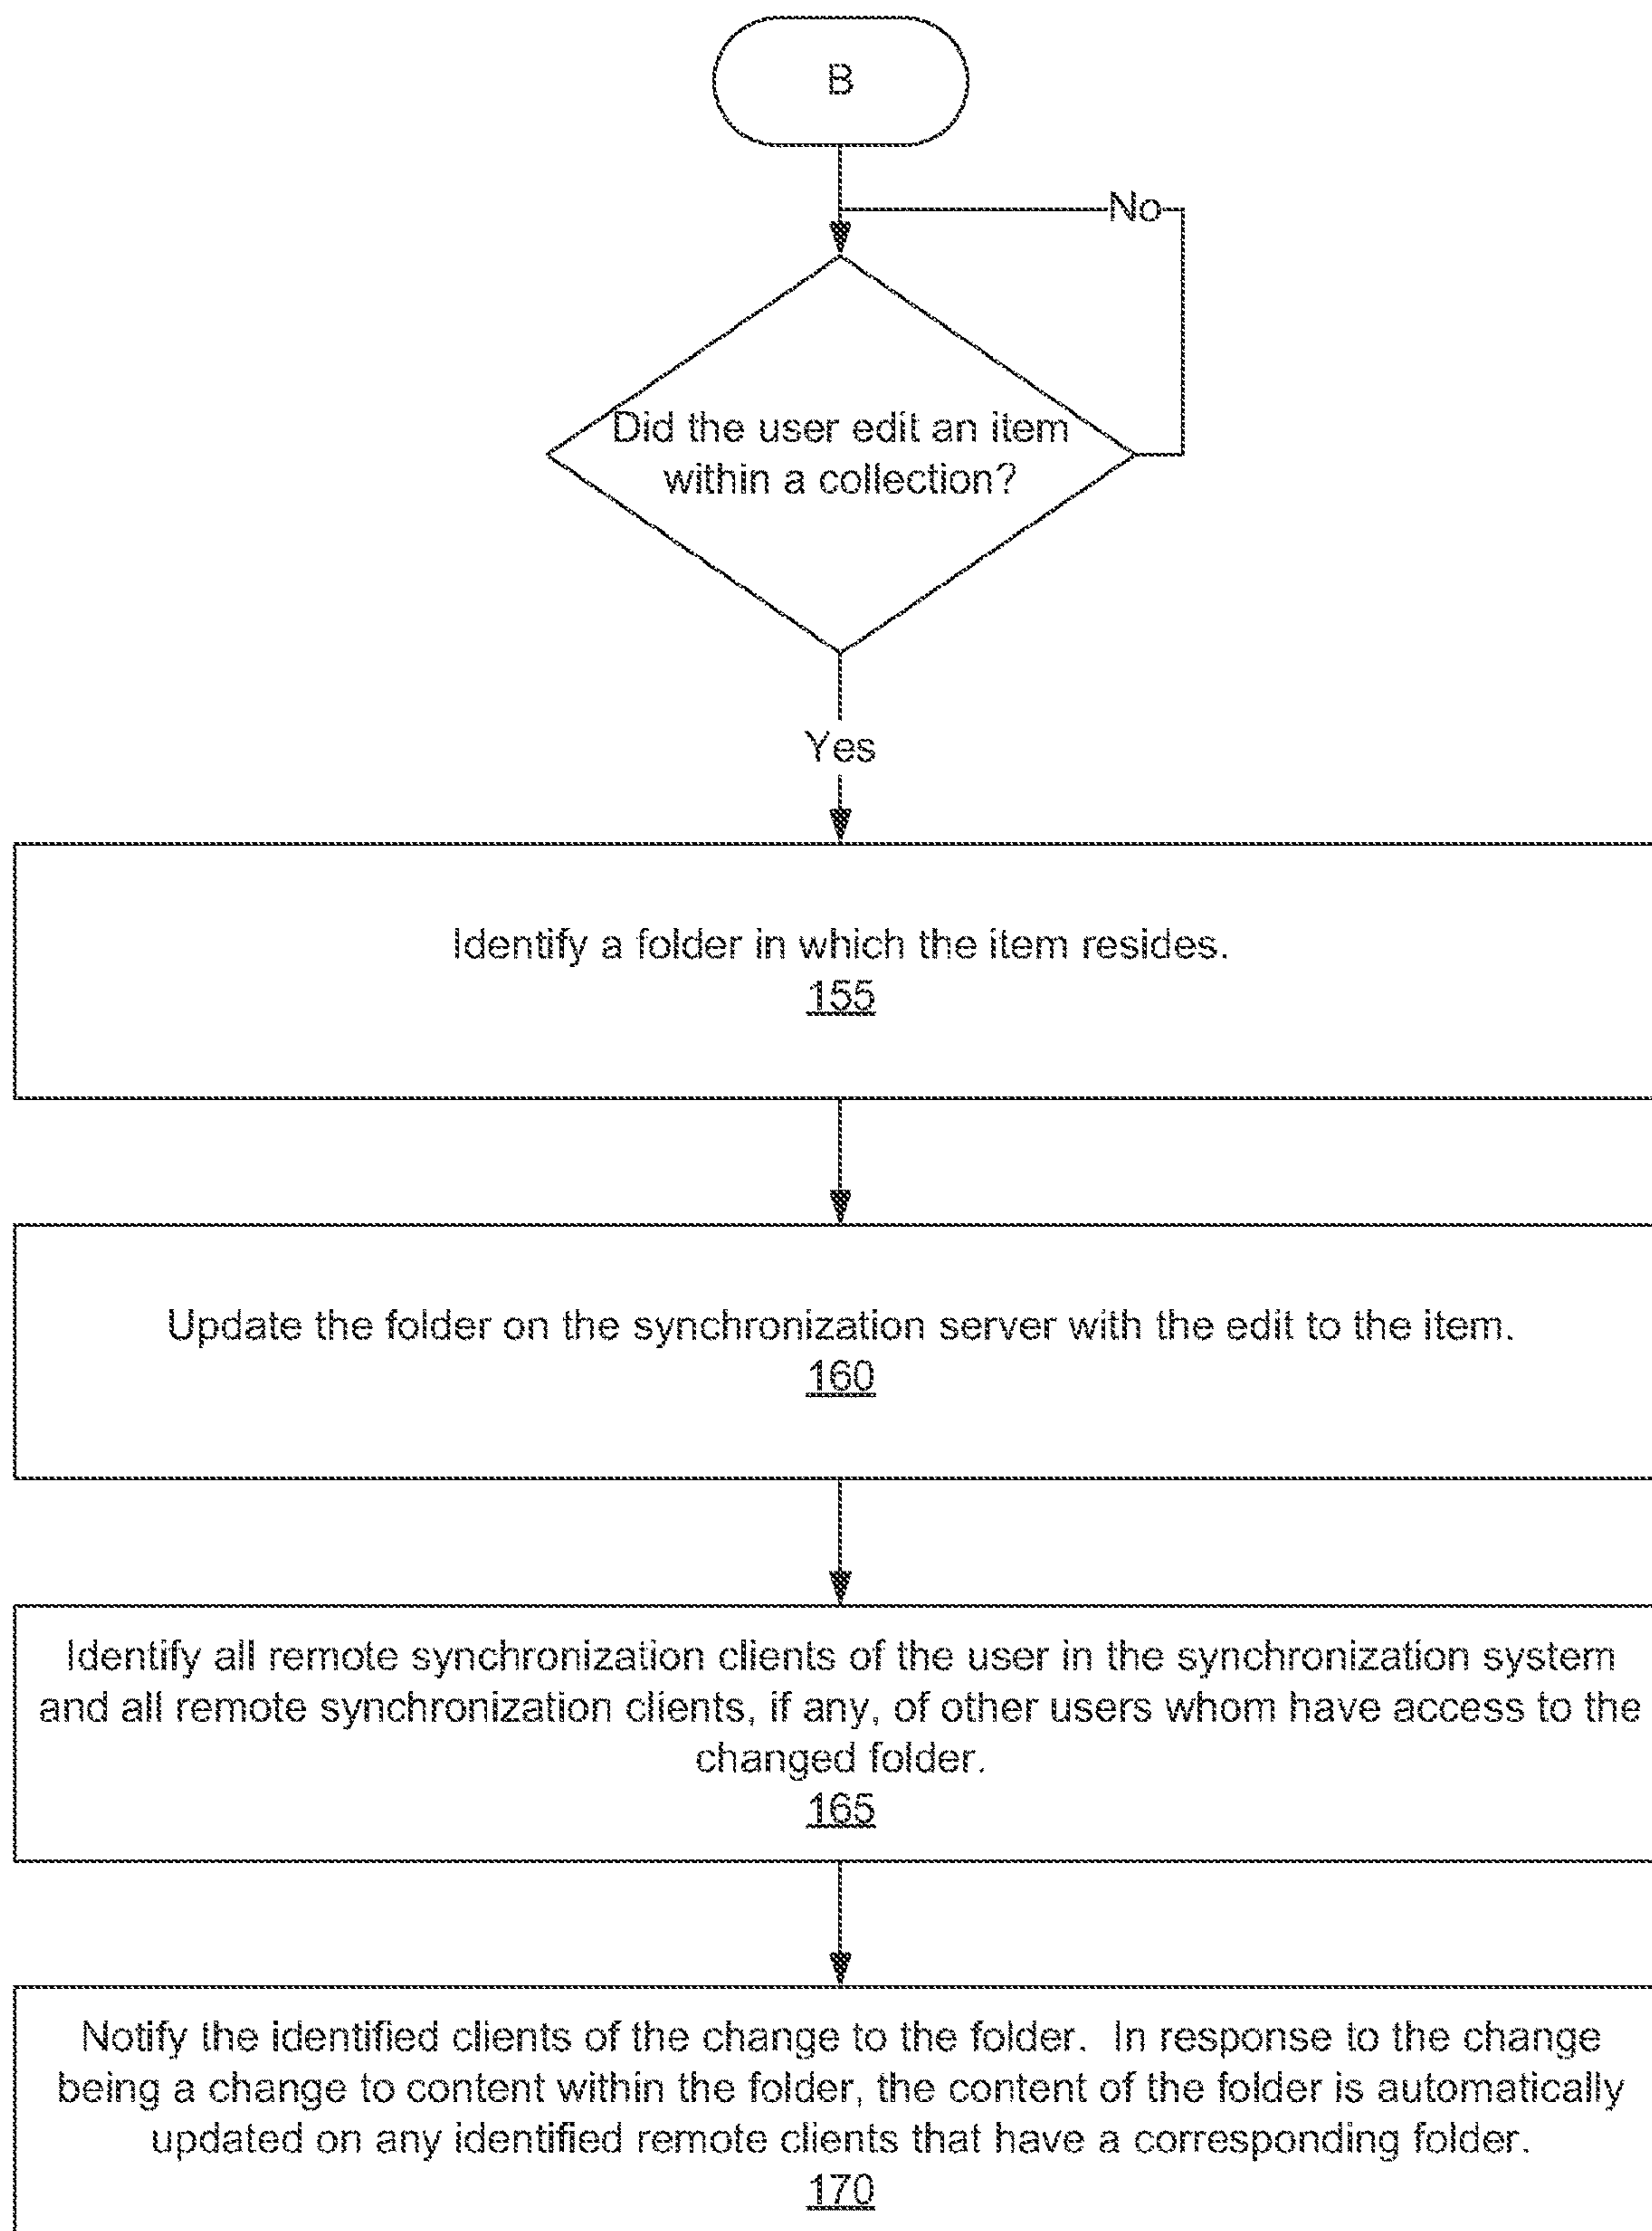 B
No
Did the user edit an item
within a collection?
Yes
Identify a folder in which the item resides.
155
Update the folder on the synchronization server with the edit to the item.
160
Identify all remote synchronization clients of the user in the synchronization system
and all remote synchronization clients, if any, of other users whom have access to the
changed folder.
165
Notify the identified clients of the change to the folder.  In response to the change
being a change to content within the folder, the content of the folder is automatically
updated on any identified remote clients that have a corresponding folder.
170